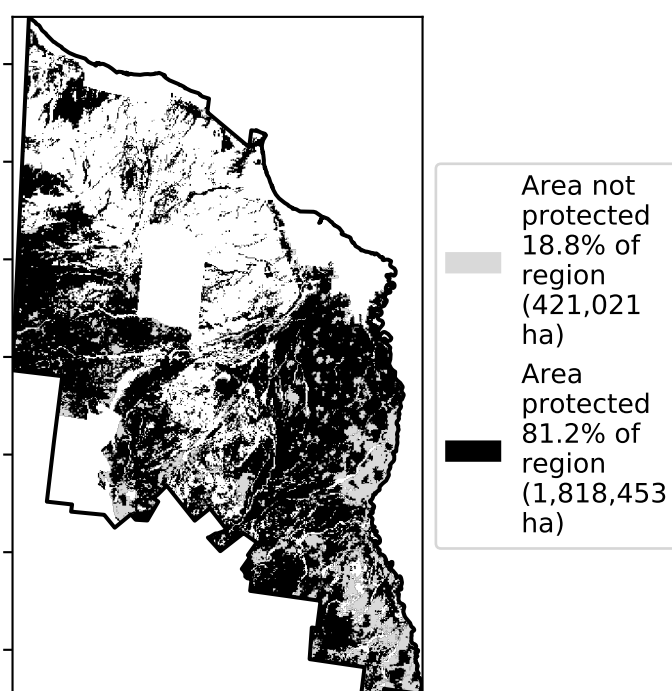 Area not
protected
18.8% of
region
(421,021
ha)
Area
protected
81.2% of
region
(1,818,453
ha)